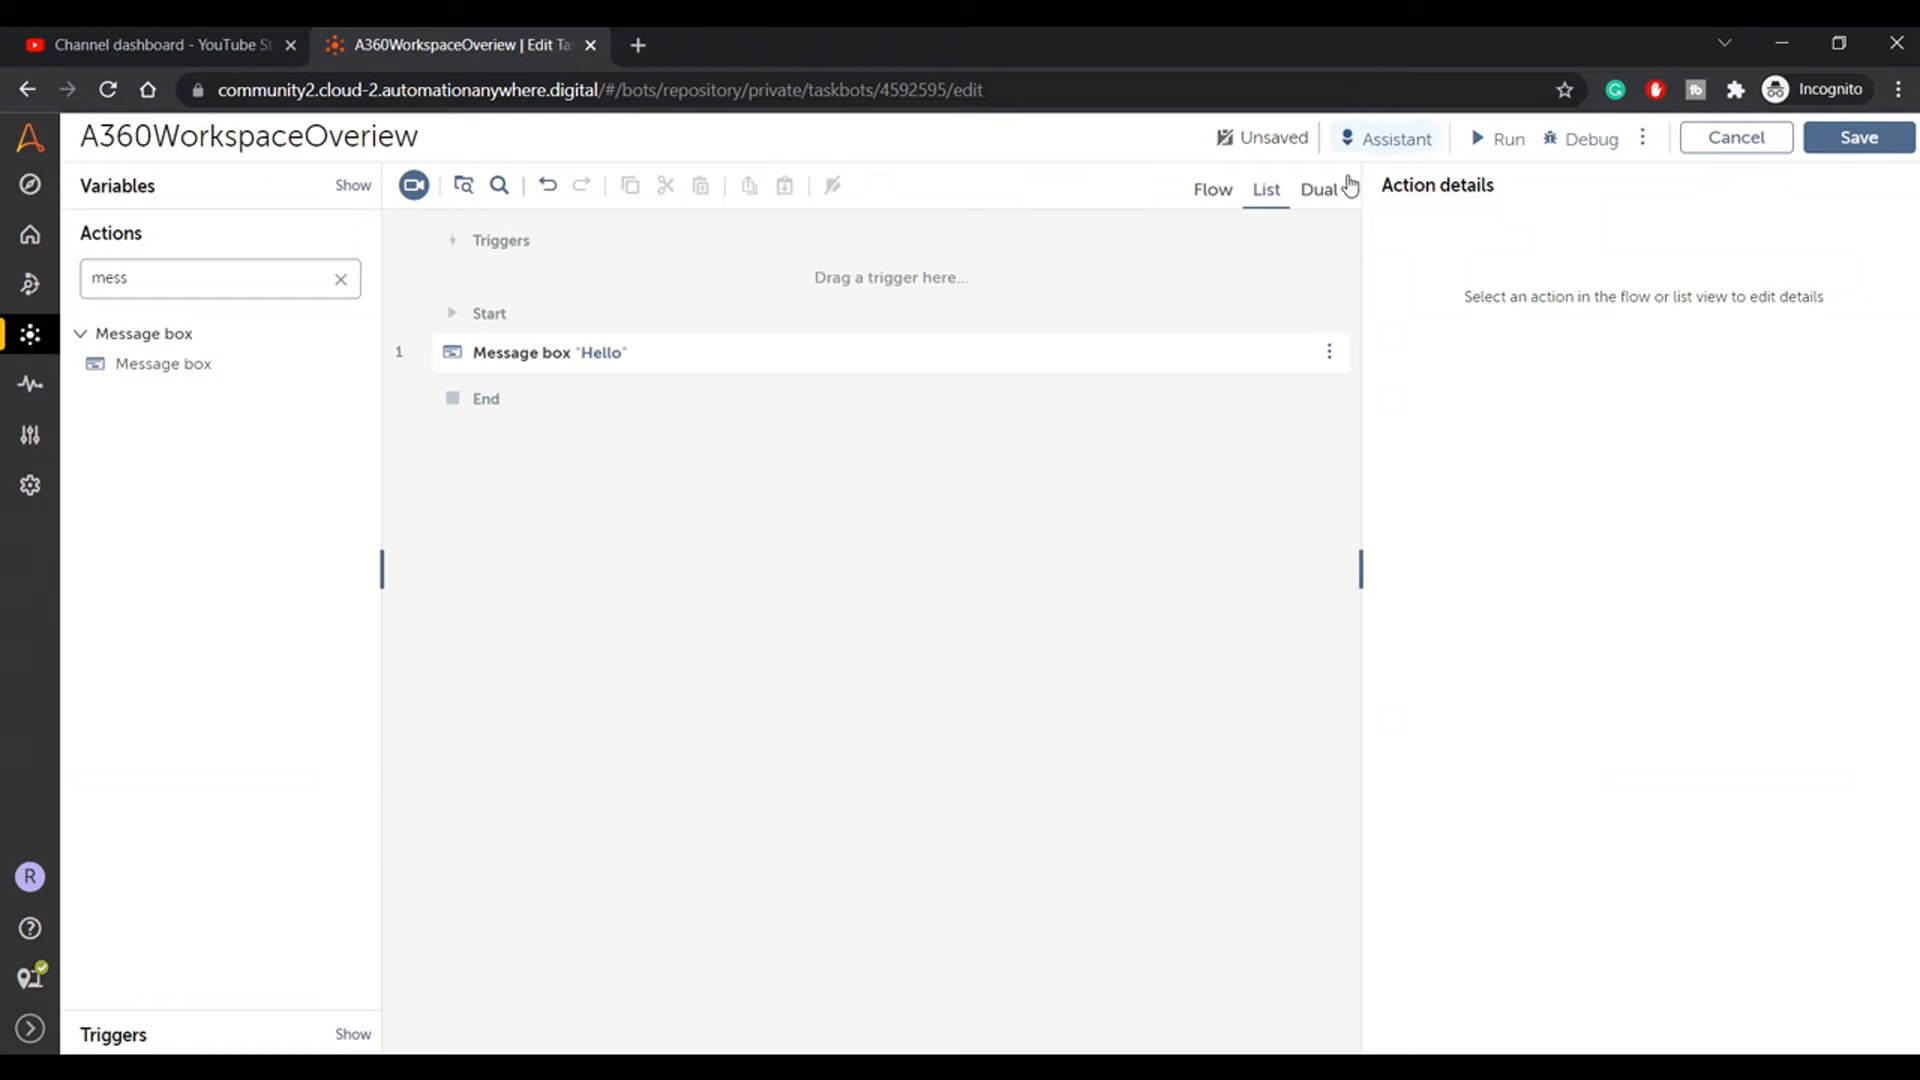 Channel dashboard - YouTube St
A360WorkspaceOveriew | Edit Ta
community2.cloud-2.automationanywhere.digital/#/bots/repository/private/taskbots/4592595/edit
Incognito
A360WorkspaceOveriew
Unsaved
Assistant
Run
Debug
Cancel
Save
Variables
Show
Flow
List
Dual
Action details
Actions
mess
Message box
Message box
Triggers
Drag a trigger here...
Start
1
Message box "Hello"
End
Select an action in the flow or list view to edit details
R
Triggers
Show